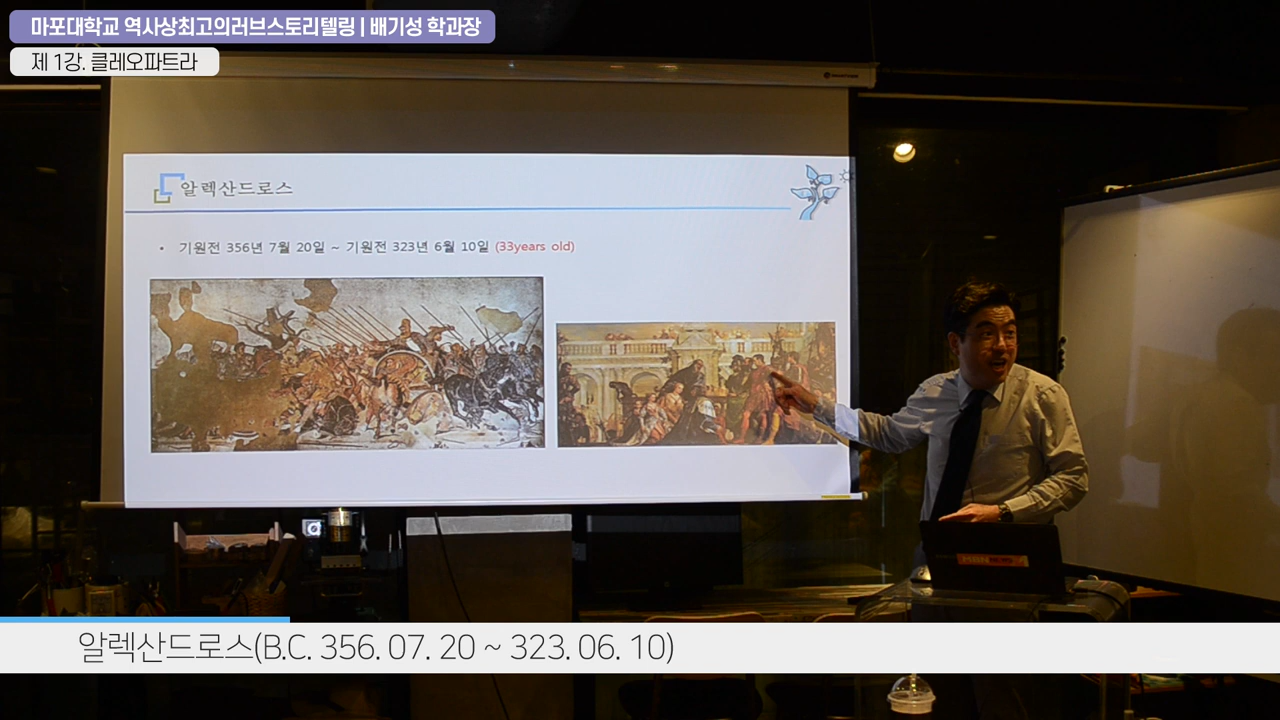 마포대학교 역사상최고의러브스토리텔링 | 배기성 학과장
제 1강. 클레오파트라
알렉산드로스
• 기원전 356년 7월 20일 ~ 기원전 323년 6월 10일 (33years old)
알렉산드로스(B.C. 356. 07. 20 ~ 323. 06. 10)